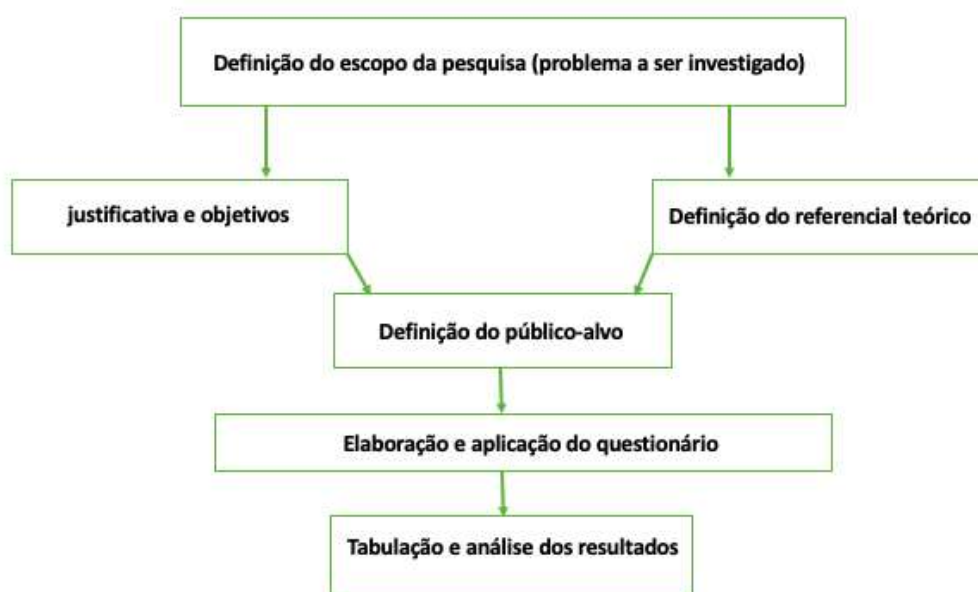 Definição do escopo da pesquisa (problema a ser investigado)
justificativa e objetivos
Definição do referencial teórico
Definição do público-alvo
Elaboração e aplicação do questionário
Tabulação e análise dos resultados